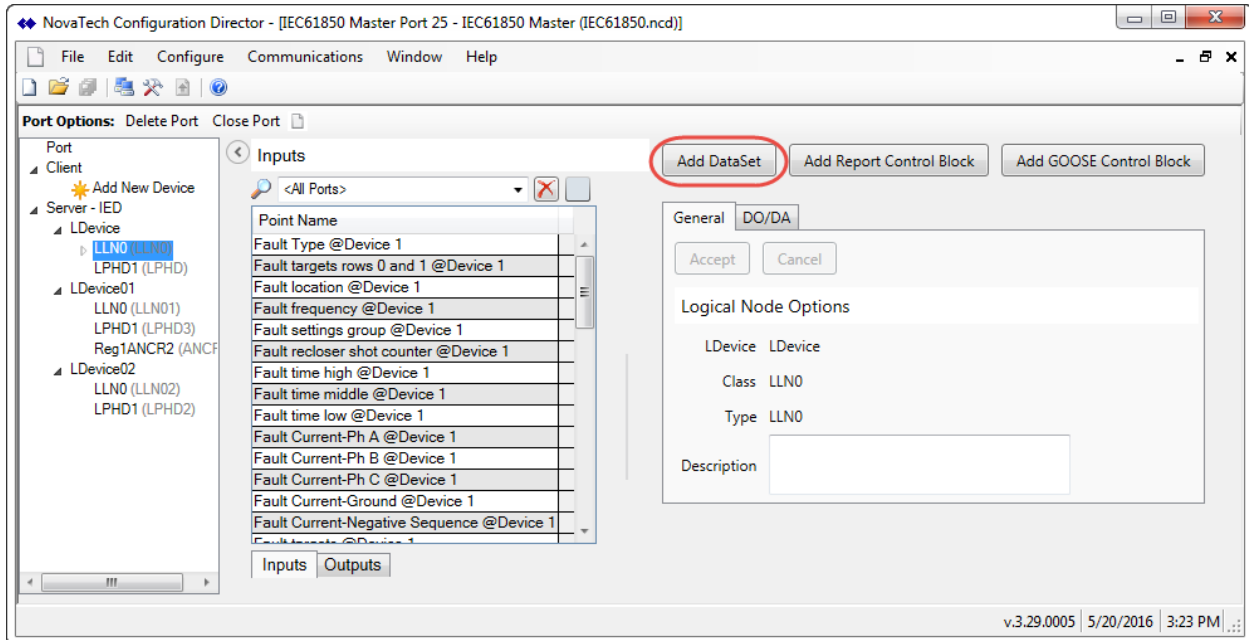 NovaTech Configuration Director - [IEC61850 Master Port 25 - IEC61850 Master (IEC61850.ncd)]
File Edit Configure Communications Window Help
Port Options: Delete Port Close Port
Port
Client
Add New Device
Server - IED
LDevice
LLN0 (LLN0)
LPHD1 (LPHD)
LDevice01
LLN0 (LLN01)
LPHD1 (LPHD3)
Reg1ANCR2 (ANCR
LDevice02
LLN0 (LLN02)
LPHD1 (LPHD2)
Inputs
<All Ports>
Point Name
Fault Type @Device 1
Fault targets rows 0 and 1 @Device 1
Fault location @Device 1
Fault frequency @Device 1
Fault settings group @Device 1
Fault recloser shot counter @Device 1
Fault time high @Device 1
Fault time middle @Device 1
Fault time low @Device 1
Fault Current-Ph A @Device 1
Fault Current-Ph B @Device 1
Fault Current-Ph C @Device 1
Fault Current-Ground @Device 1
Fault Current-Negative Sequence @Device 1
Fault targets @Device 1
Inputs Outputs
Add DataSet Add Report Control Block Add GOOSE Control Block
General DO/DA
Accept Cancel
Logical Node Options
LDevice LDevice
Class LLN0
Type LLN0
Description
v.3.29.0005 5/20/2016 3:23 PM